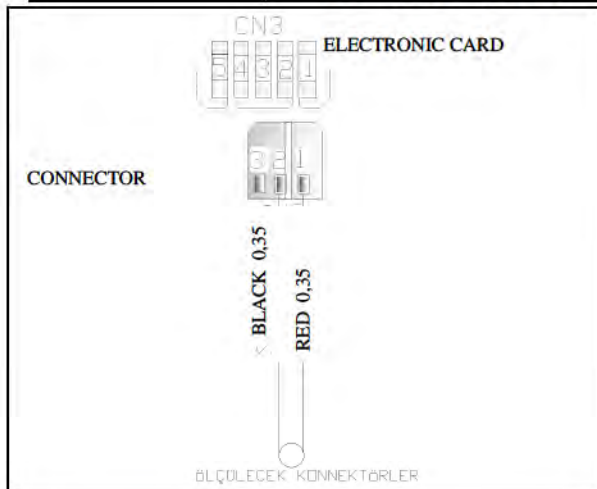 CN3
ELECTRONIC CARD
5 4 3 2 1
3 2 1
CONNECTOR
BLACK 0,35
RED 0,35
ÖLÇÜLECEK KONNEKTÖRLER